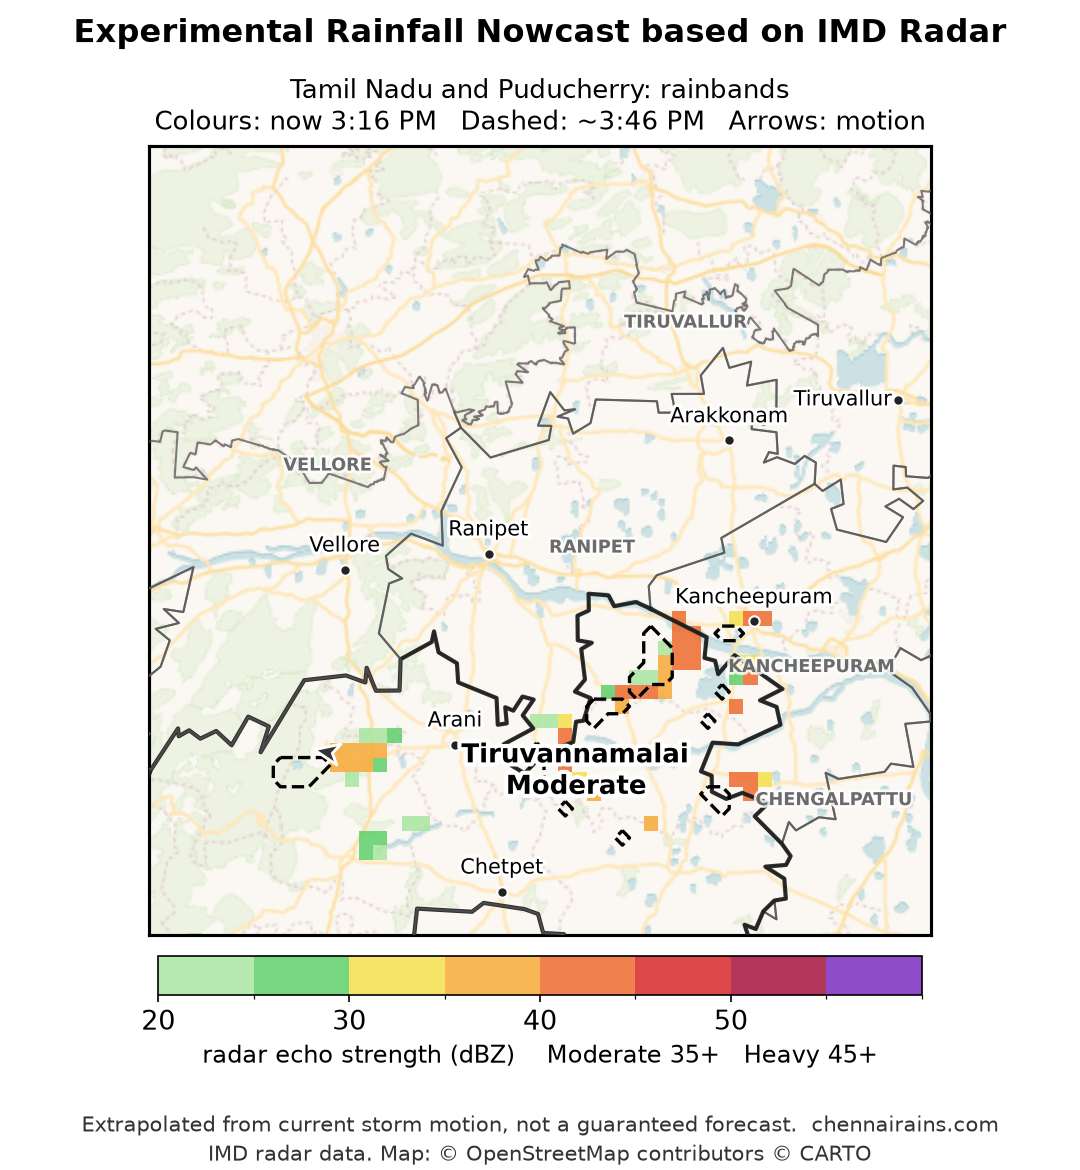 Experimental Rainfall Nowcast based on IMD Radar
Tamil Nadu and Puducherry: rainbands
Colours: now 3:16 PM   Dashed: ~3:46 PM   Arrows: motion
TIRUVALLUR
Tiruvallur
Arakkonam
VELLORE
Ranipet
Vellore
RANIPET
Kancheepuram
KANCHEEPURAM
Arani
Tiruvannamalai
Moderate
CHENGALPATTU
Chetpet
20 30 40 50
radar echo strength (dBZ)    Moderate 35+   Heavy 45+
Extrapolated from current storm motion, not a guaranteed forecast.  chennairains.com
IMD radar data. Map: © OpenStreetMap contributors © CARTO